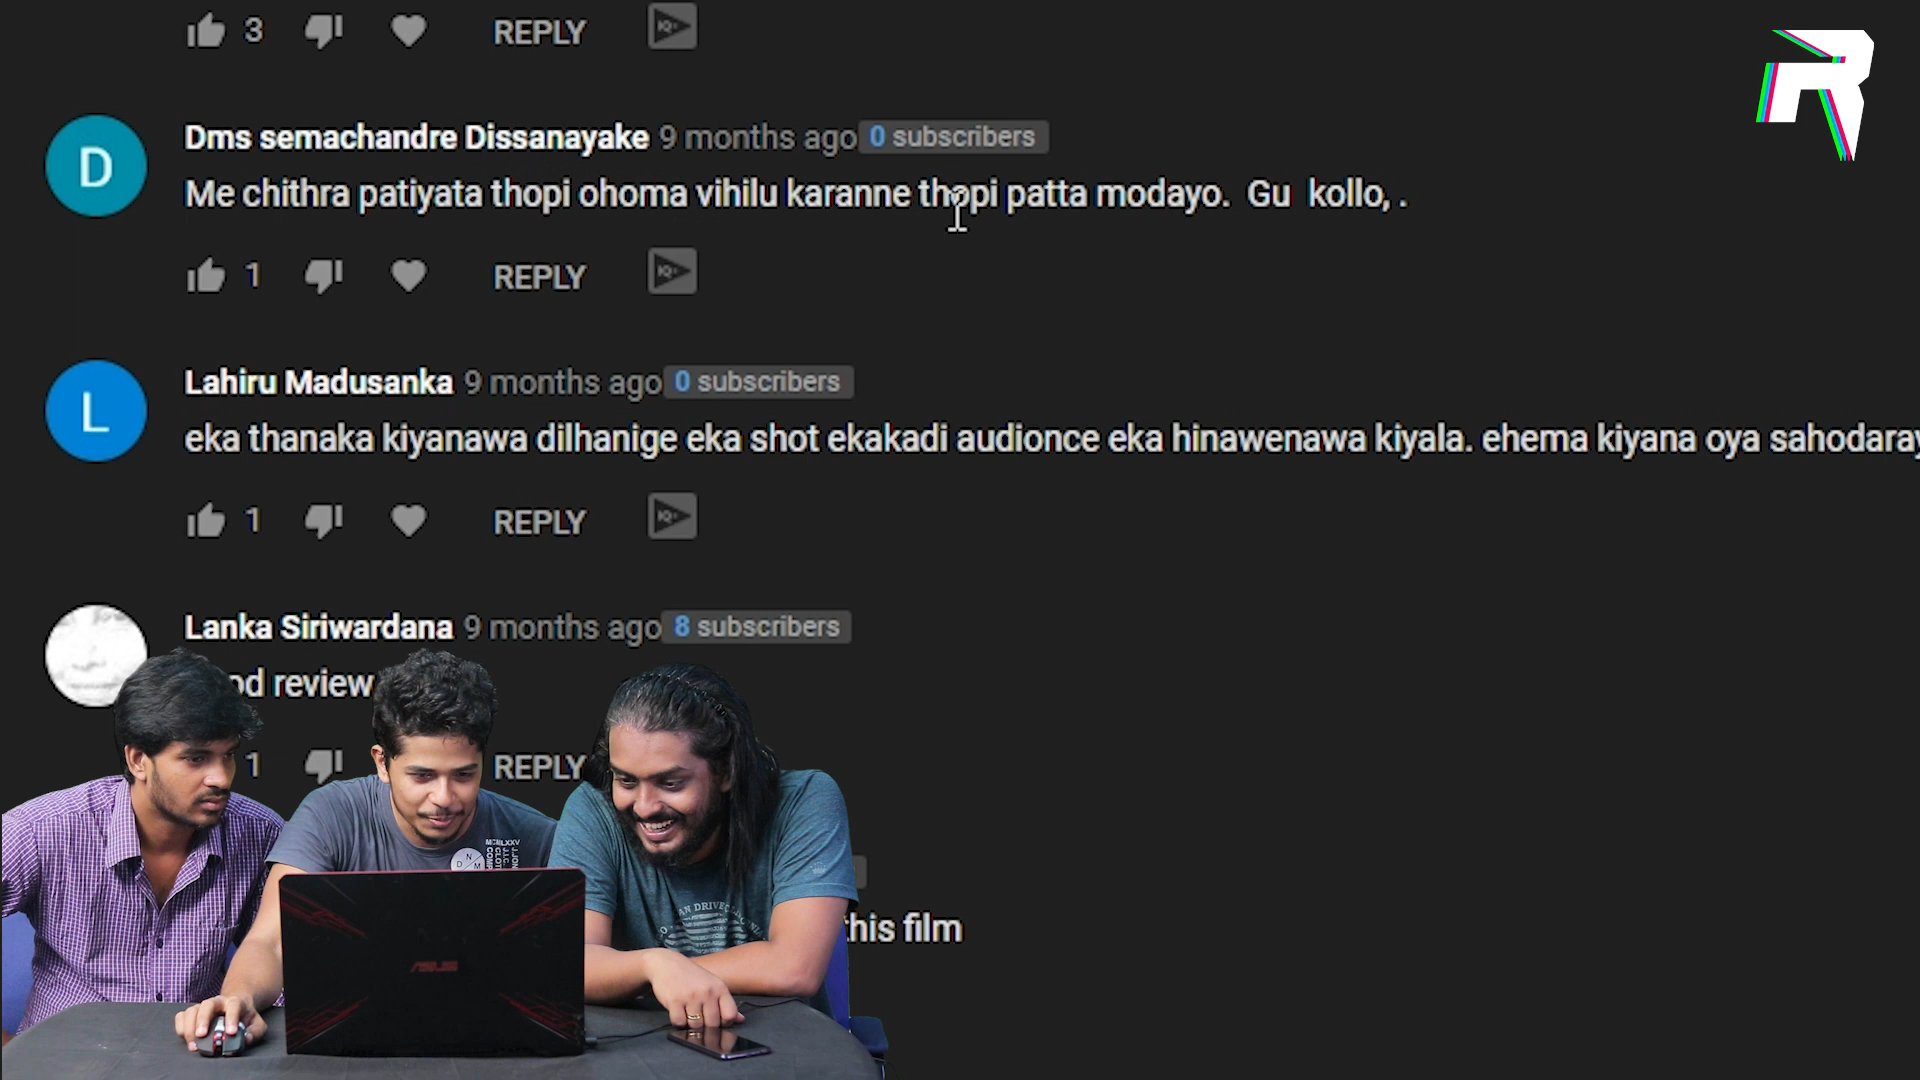 3 REPLY
Dms semachandre Dissanayake 9 months ago 0 subscribers
Me chithra patiyata thopi ohoma vihilu karanne thopi patta modayo. Gu kollo, .
1 REPLY
Lahiru Madusanka 9 months ago 0 subscribers
eka thanaka kiyanawa dilhanige eka shot ekakadi audionce eka hinawenawa kiyala. ehema kiyana oya
1 REPLY
Lanka Siriwardana 9 months ago 8 subscribers
review
1 REPLY
this film
ASUS